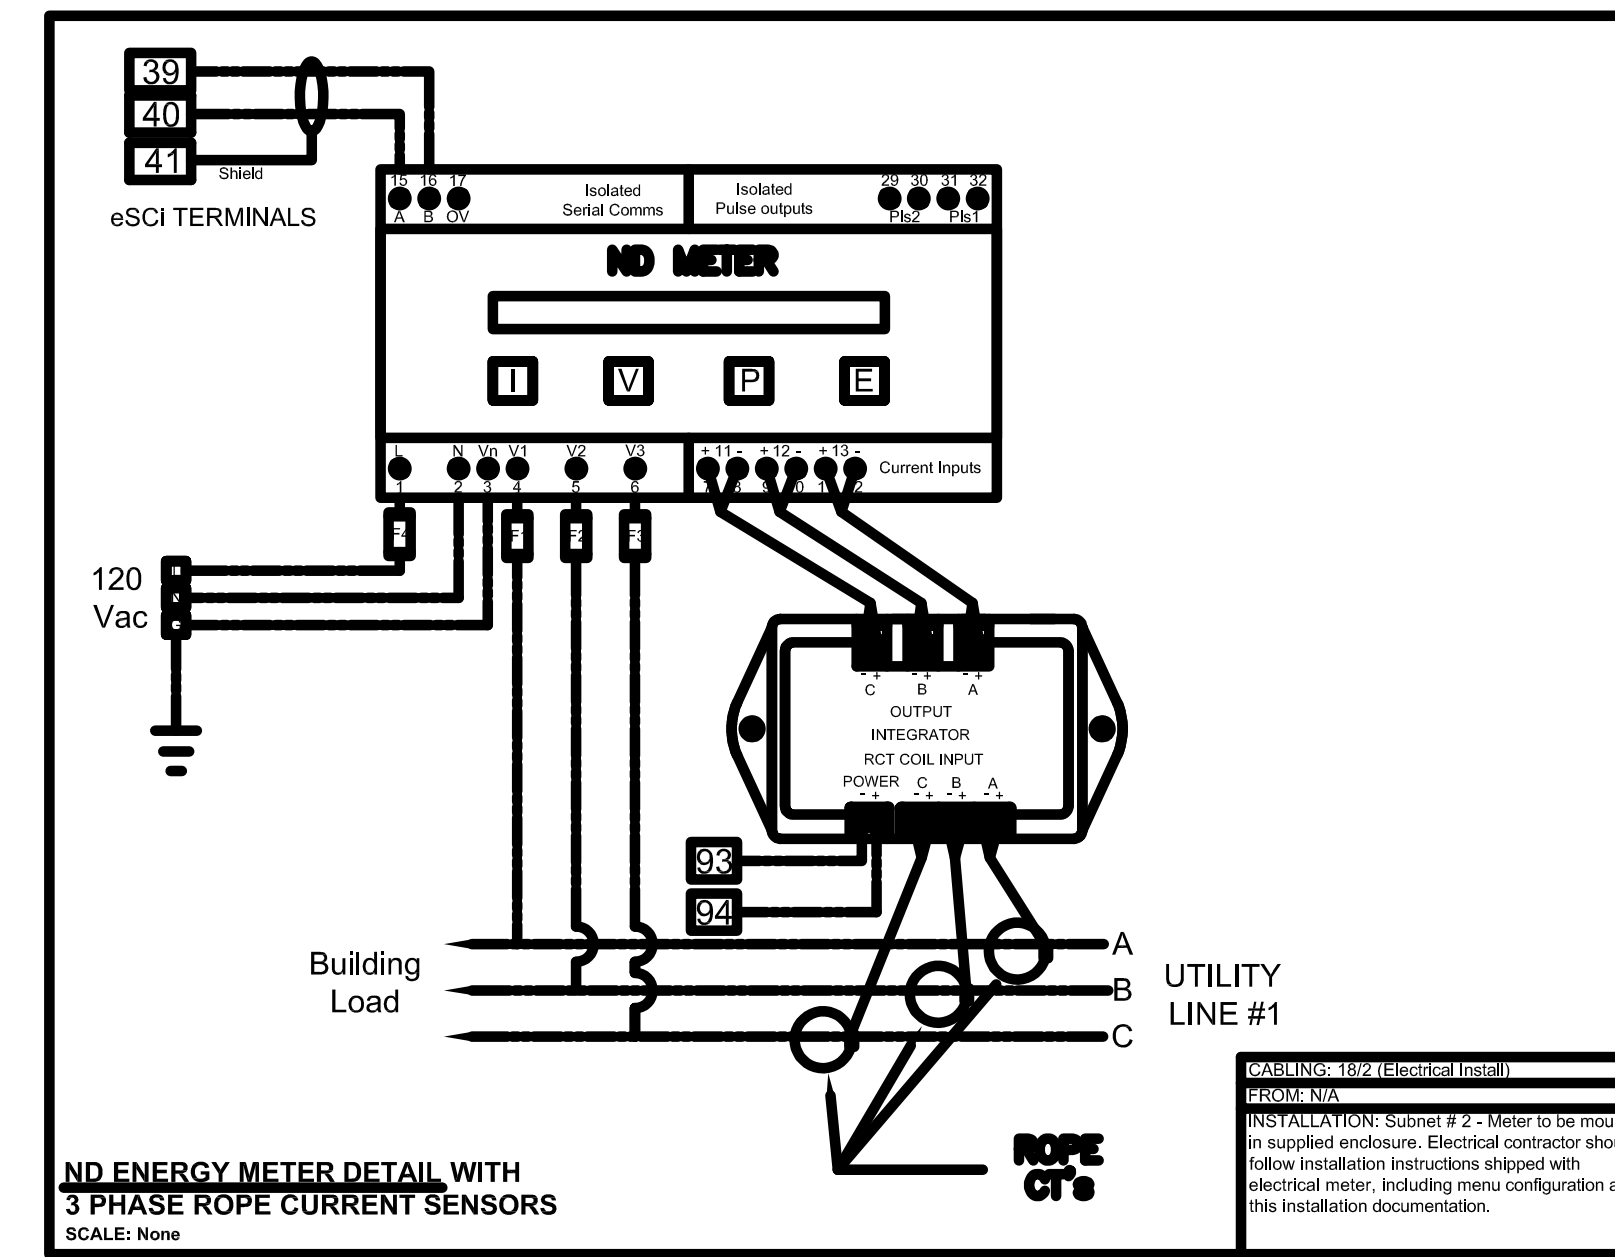 39
40
41
Shield
eSCi TERMINALS
15 16 17
A B OV
Isolated
Serial Comms
Isolated
Pulse outputs
29 30 31 32
Pls2 Pls1
ND METER
I V P E
L N Vn V1 V2 V3
+ 11 - + 12 - + 13 -
Current Inputs
1 2 3 4 5 6
F4 F1 F2 F3
120
Vac
L
N
- + - + - +
C B A
OUTPUT
INTEGRATOR
RCT COIL INPUT
POWER C B A
- + - + - + - +
93
94
Building
Load
A
B
C
UTILITY
LINE #1
ROPE
CT's
CABLING: 18/2 (Electrical Install)
FROM: N/A
INSTALLATION: Subnet # 2 - Meter to be mou
in supplied enclosure. Electrical contractor sho
follow installation instructions shipped with
electrical meter, including menu configuration a
this installation documentation.
ND ENERGY METER DETAIL WITH
3 PHASE ROPE CURRENT SENSORS
SCALE: None